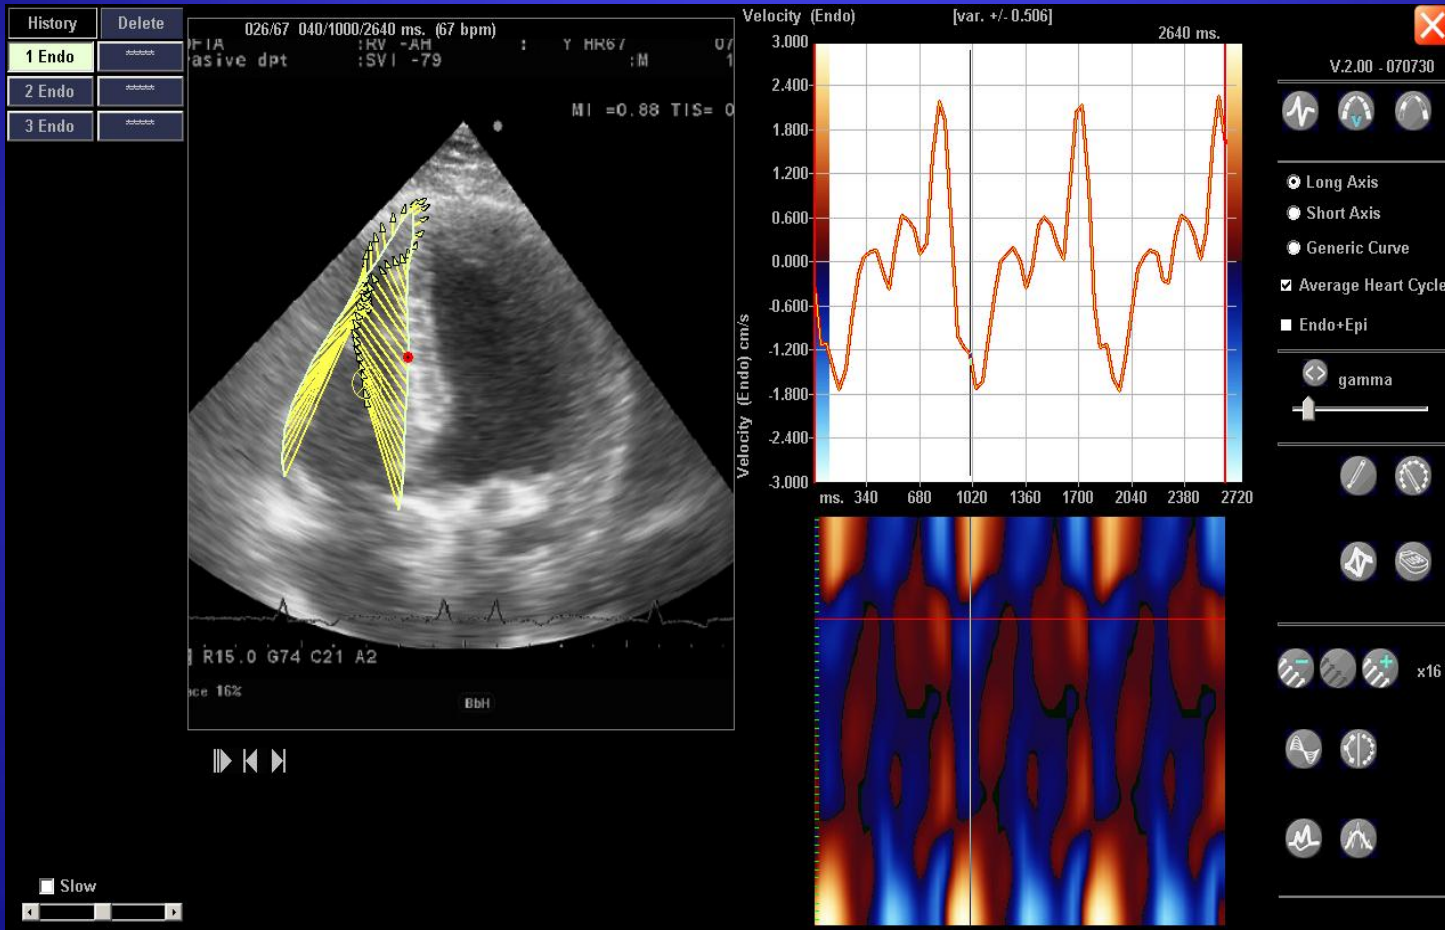 History Delete
1 Endo *****
2 Endo *****
3 Endo *****
026/67 040/1000/2640 ms. (67 bpm)
:RV -AH : Y HR67 07
asive dpt :SVI -79 :M 1
MI =0.88 TIS= 0
R15.0 G74 C21 A2
ace 16%
BbH
Slow
Velocity (Endo) [var. +/- 0.506]
2640 ms.
3.000
2.400
1.800
1.200
0.600
0.000
-0.600
-1.200
-1.800
-2.400
-3.000
Velocity (Endo) cm/s
ms. 340 680 1020 1360 1700 2040 2380 2720
V.2.00 - 070730
V
Long Axis
Short Axis
Generic Curve
Average Heart Cycle
Endo+Epi
gamma
x16